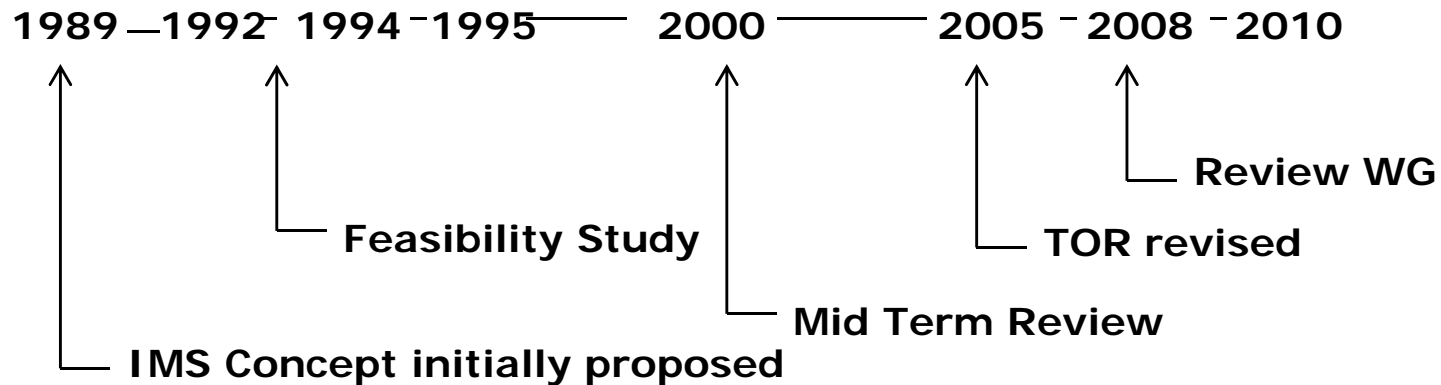 1989 – 1992 – 1994 – 1995 – 2000 – 2005 – 2008 – 2010
Review WG
Feasibility Study
TOR revised
Mid Term Review
IMS Concept initially proposed